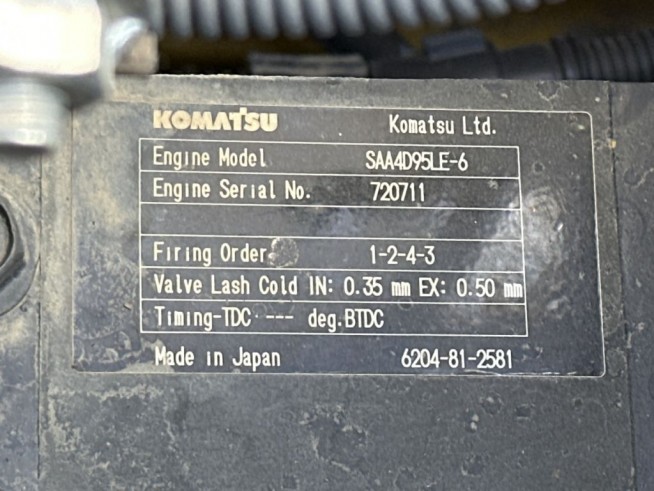 KOMATSU Komatsu Ltd.
Engine Model SAA4D95LE-6
Engine Serial No. 720711
Firing Order 1-2-4-3
Valve Lash Cold IN: 0.35 mm EX: 0.50 mm
Timing-TDC --- deg.BTDC
Made in Japan 6204-81-2581